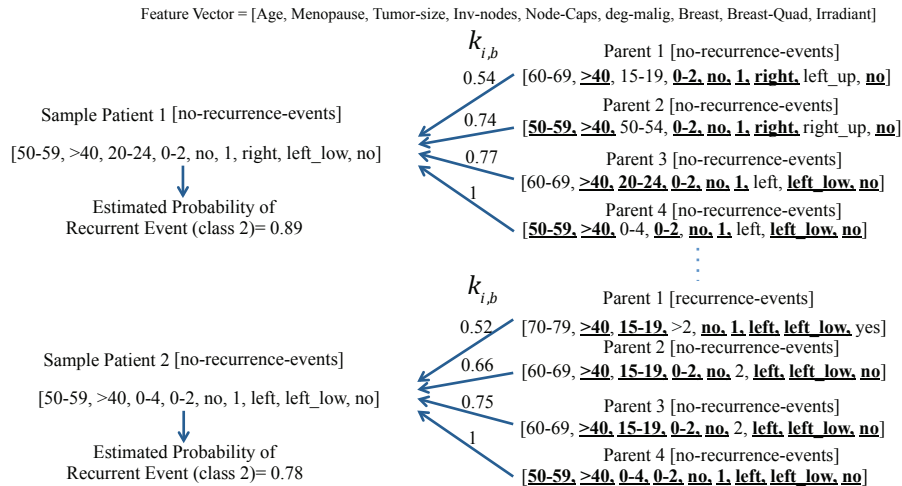 Feature Vector = [Age, Menopause, Tumor-size, Inv-nodes, Node-Caps, deg-malig, Breast, Breast-Quad, Irradiant]
k i,b
Parent 1 [no-recurrence-events]
0.54
[60-69, >40, 15-19, 0-2, no, 1, right, left_up, no]
Sample Patient 1 [no-recurrence-events]
Parent 2 [no-recurrence-events]
0.74
[50-59, >40, 50-54, 0-2, no, 1, right, right_up, no]
[50-59, >40, 20-24, 0-2, no, 1, right, left_low, no]
0.77
Parent 3 [no-recurrence-events]
[60-69, >40, 20-24, 0-2, no, 1, left, left_low, no]
1
Parent 4 [no-recurrence-events]
[50-59, >40, 0-4, 0-2, no, 1, left, left_low, no]
Estimated Probability of
Recurrent Event (class 2)= 0.89
k i,b
Parent 1 [recurrence-events]
0.52
[70-79, >40, 15-19, >2, no, 1, left, left_low, yes]
Sample Patient 2 [no-recurrence-events]
Parent 2 [no-recurrence-events]
0.66
[60-69, >40, 15-19, 0-2, no, 2, left, left_low, no]
[50-59, >40, 0-4, 0-2, no, 1, left, left_low, no]
0.75
Parent 3 [no-recurrence-events]
[60-69, >40, 15-19, 0-2, no, 2, left, left_low, no]
1
Parent 4 [no-recurrence-events]
[50-59, >40, 0-4, 0-2, no, 1, left, left_low, no]
Estimated Probability of
Recurrent Event (class 2)= 0.78